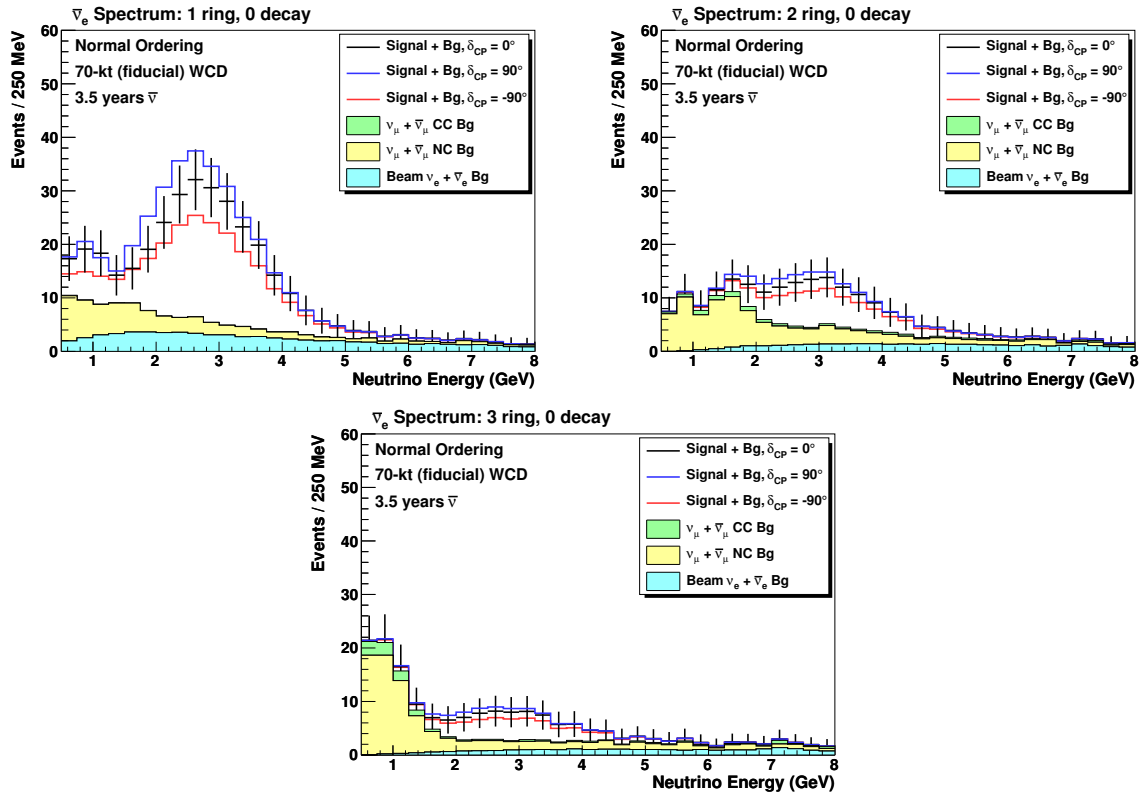 ν̅e Spectrum: 1 ring, 0 decay
Events / 250 MeV
60
50
40
30
20
10
0
Normal Ordering
70-kt (fiducial) WCD
3.5 years ν̅
Signal + Bg, δCP = 0°
Signal + Bg, δCP = 90°
Signal + Bg, δCP = -90°
νμ + ν̅μ CC Bg
νμ + ν̅μ NC Bg
Beam νe + ν̅e Bg
1 2 3 4 5 6 7 8
Neutrino Energy (GeV)
ν̅e Spectrum: 2 ring, 0 decay
Events / 250 MeV
60
50
40
30
20
10
0
Normal Ordering
70-kt (fiducial) WCD
3.5 years ν̅
Signal + Bg, δCP = 0°
Signal + Bg, δCP = 90°
Signal + Bg, δCP = -90°
νμ + ν̅μ CC Bg
νμ + ν̅μ NC Bg
Beam νe + ν̅e Bg
1 2 3 4 5 6 7 8
Neutrino Energy (GeV)
ν̅e Spectrum: 3 ring, 0 decay
Events / 250 MeV
60
50
40
30
20
10
0
Normal Ordering
70-kt (fiducial) WCD
3.5 years ν̅
Signal + Bg, δCP = 0°
Signal + Bg, δCP = 90°
Signal + Bg, δCP = -90°
νμ + ν̅μ CC Bg
νμ + ν̅μ NC Bg
Beam νe + ν̅e Bg
1 2 3 4 5 6 7 8
Neutrino Energy (GeV)